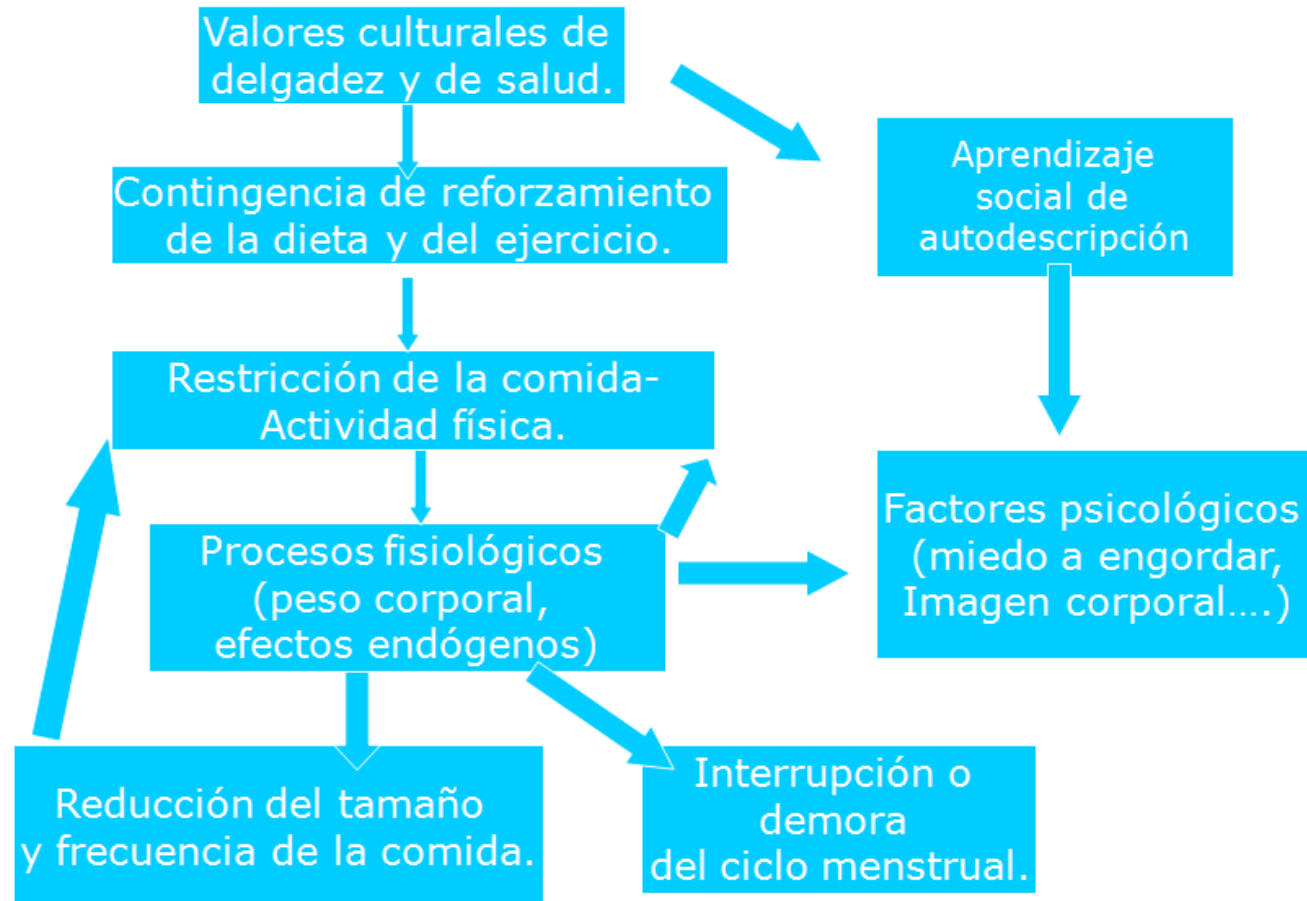 Valores culturales de
delgadez y de salud.
Contingencia de reforzamiento
de la dieta y del ejercicio.
Aprendizaje
social de
autodescripción
Restricción de la comida-
Actividad física.
Procesos fisiológicos
(peso corporal,
efectos endógenos)
Factores psicológicos
(miedo a engordar,
Imagen corporal….)
Reducción del tamaño
y frecuencia de la comida.
Interrupción o
demora
del ciclo menstrual.